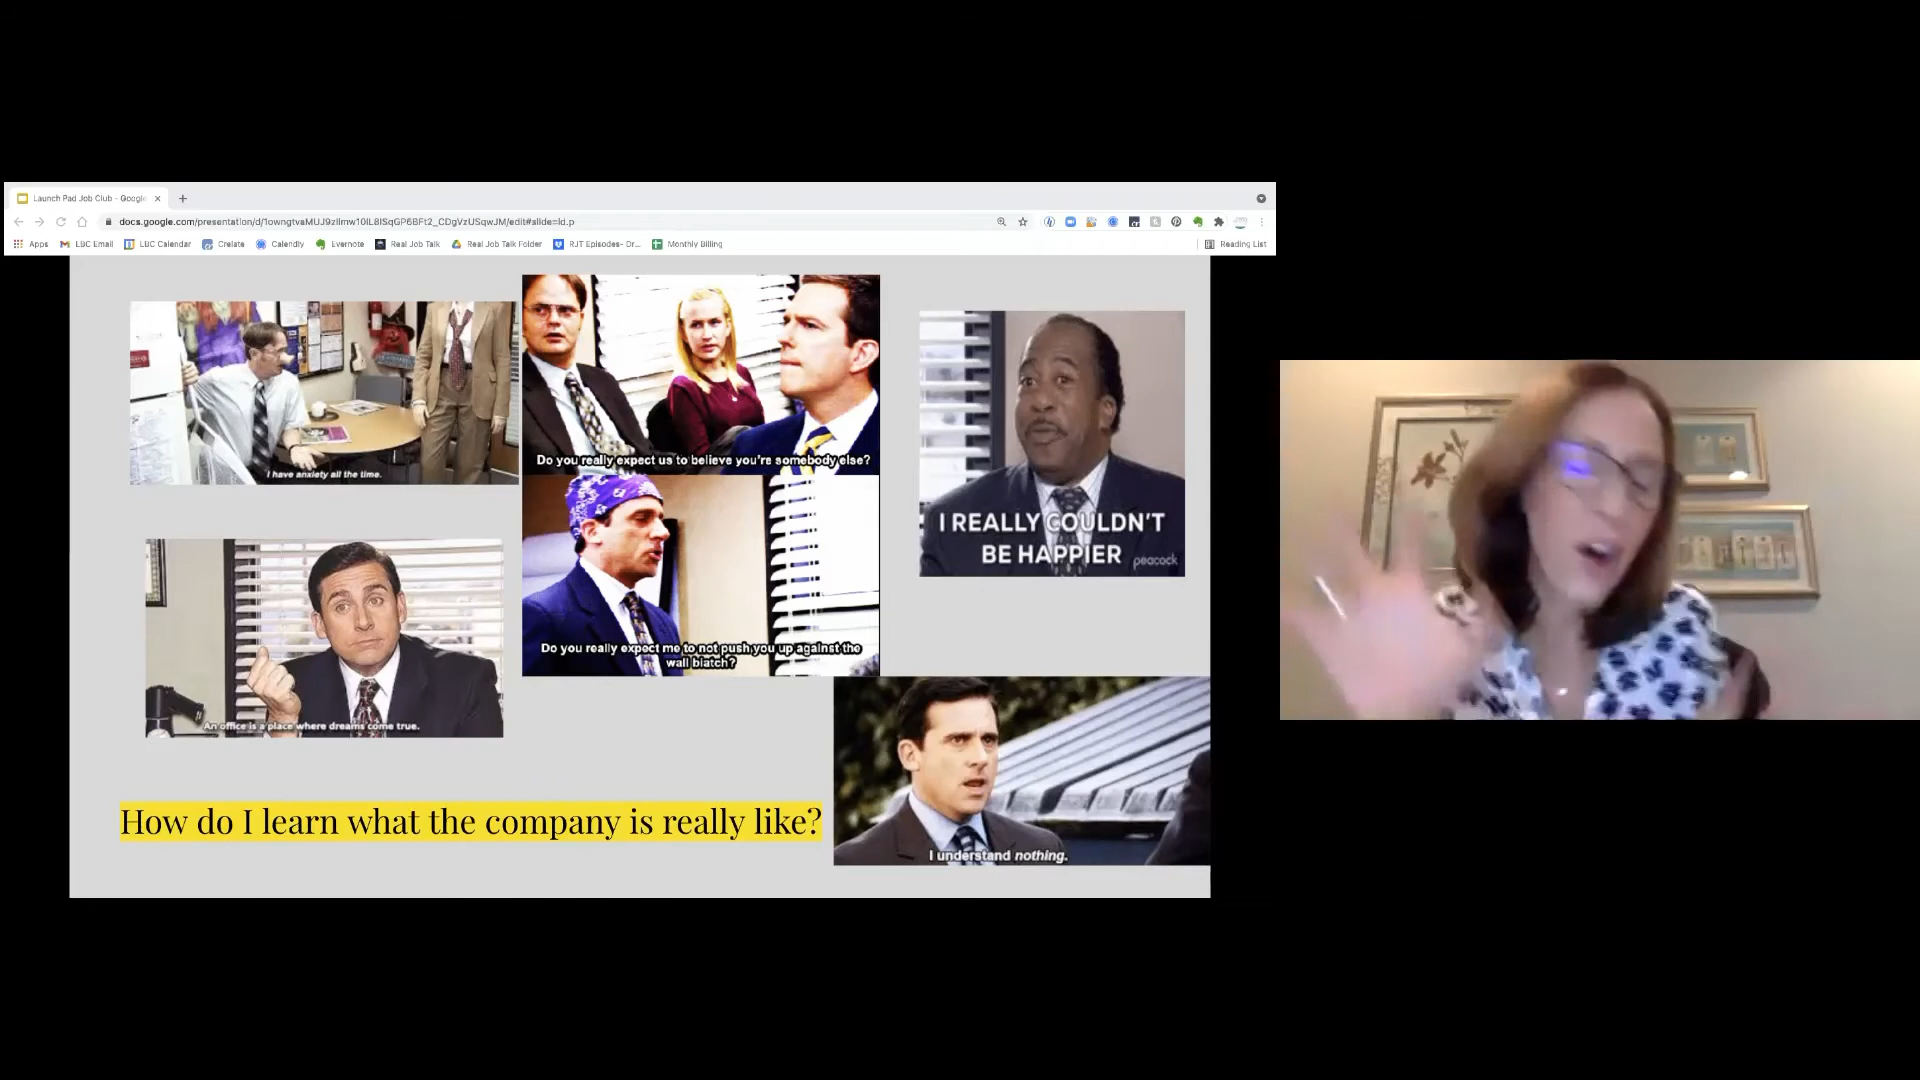 Launch Pad Job Club - Google
docs.google.com/presentation/d/1owngtvaMUJ9zIlmw10lL8ISqGP6BFt2_CDgVzUSqwJM/edit#slide=id.p
Apps LBC Email LBC Calendar Crelate Calendly Evernote Real Job Talk Real Job Talk Folder RJT Episodes- Dr... Monthly Billing Reading List
I have anxiety all the time.
Do you really expect us to believe you're somebody else?
I REALLY COULDN'T
BE HAPPIER
peacock
Do you really expect me to not push you up against the
wall biatch?
An office is a place where dreams come true.
How do I learn what the company is really like?
I understand nothing.